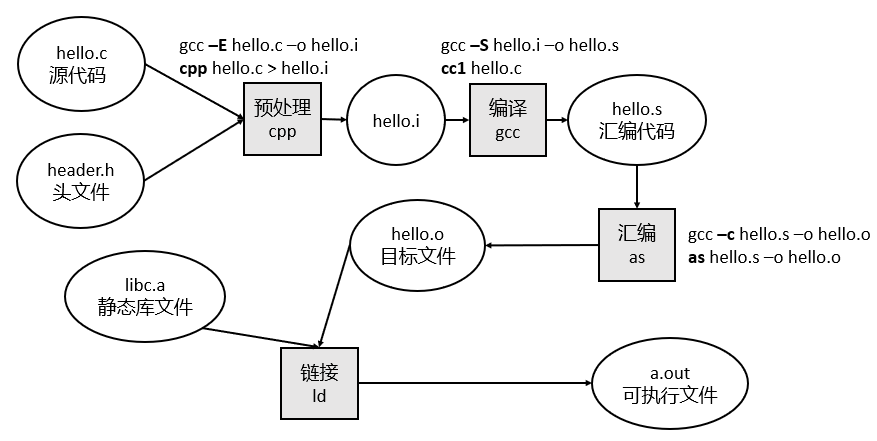 hello.c
源代码
gcc –E hello.c –o hello.i
cpp hello.c > hello.i
预处理
cpp
header.h
头文件
hello.i
gcc –S hello.i –o hello.s
cc1 hello.c
编译
gcc
hello.s
汇编代码
汇编
as
gcc –c hello.s –o hello.o
as hello.s –o hello.o
hello.o
目标文件
libc.a
静态库文件
链接
ld
a.out
可执行文件